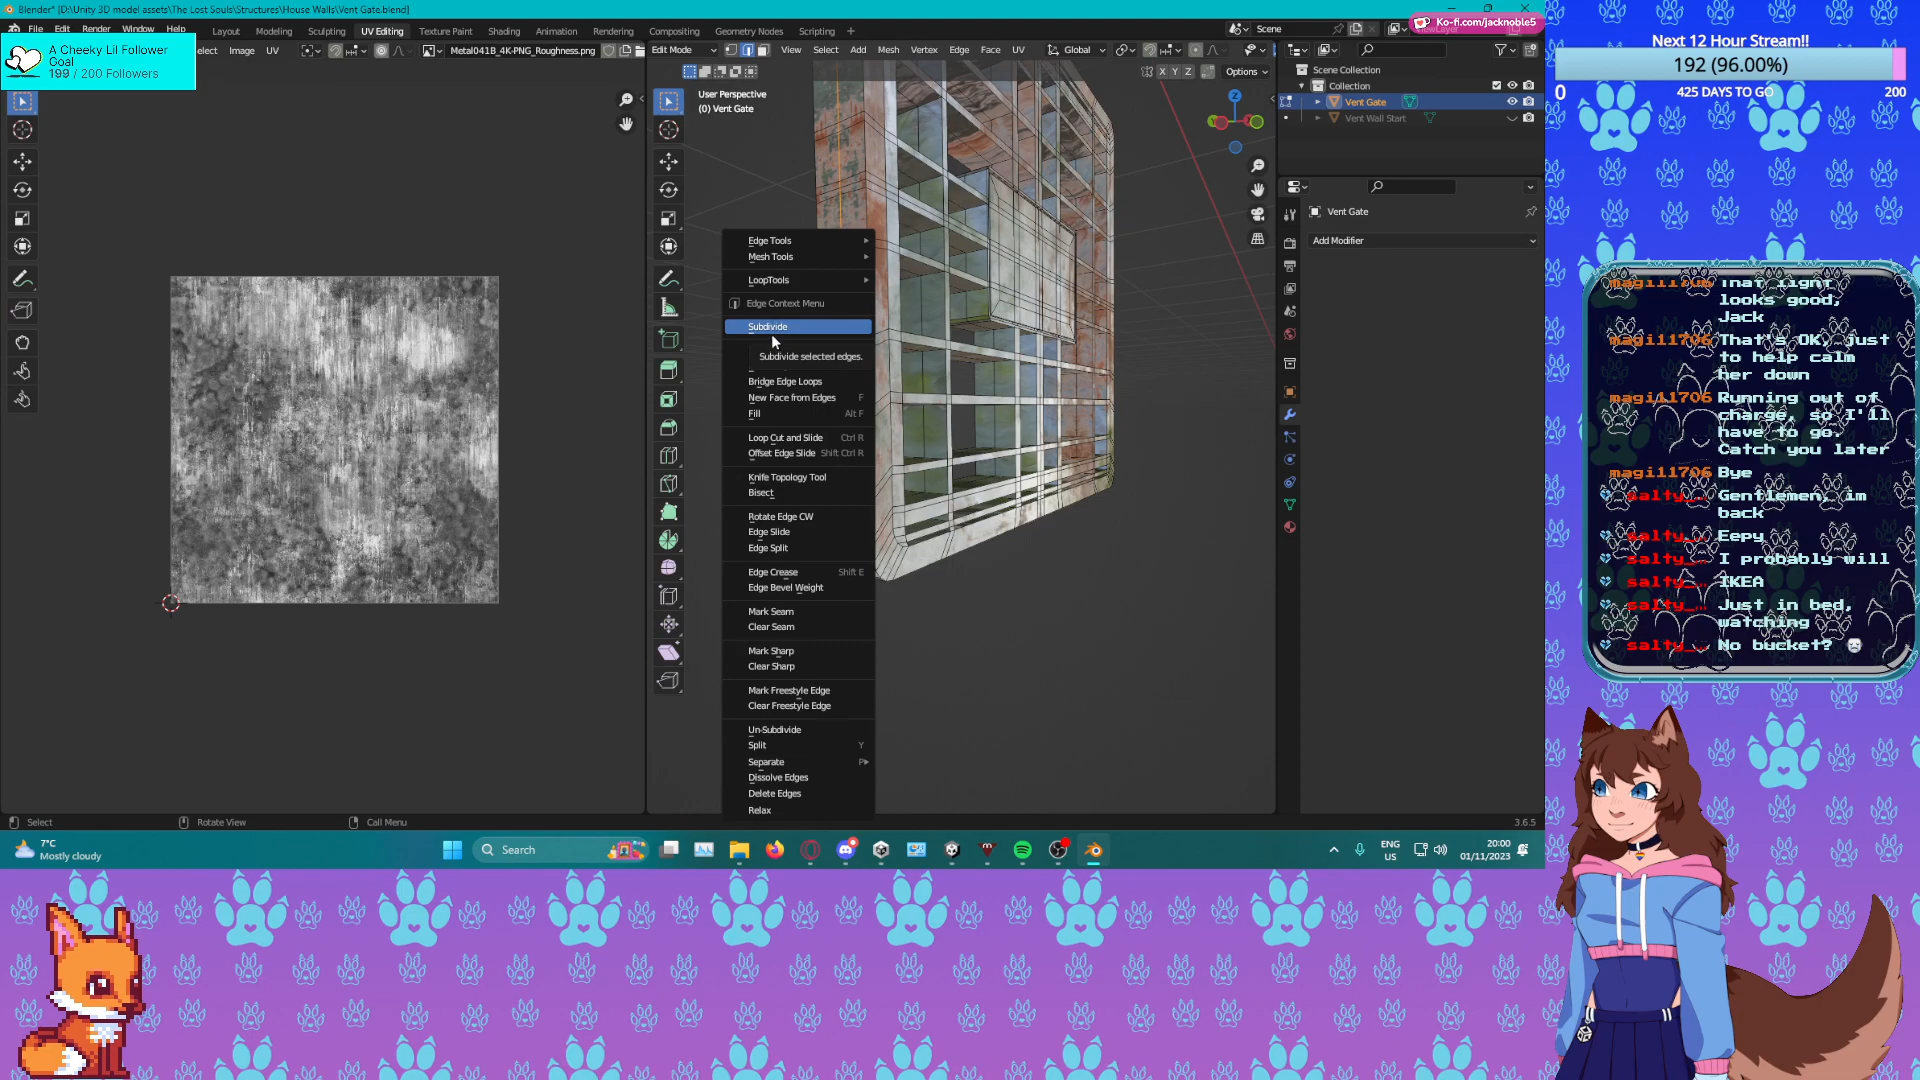 Blender* [D:\Unity 3D model assets\The Lost Souls\Structures\House Walls\Vent Gate.blend]
File Edit Render Window Help Layout Modeling Sculpting UV Editing Texture Paint Shading Animation Rendering Compositing Geometry Nodes Scripting +
Scene
Ko-fi.com/jacknoble5
A Cheeky Lil Follower
Goal
199 / 200 Followers
elect Image UV
Metal041B_4K-PNG_Roughness.png
Edit Mode View Select Add Mesh Vertex Edge Face UV
Global
X Y Z
Options
User Perspective
(0) Vent Gate
Z
Scene Collection
Collection
Vent Gate
Vent Wall Start
Vent Gate
Add Modifier
Edge Tools
Mesh Tools
LoopTools
Edge Context Menu
Subdivide
Subdivide selected edges.
Bridge Edge Loops
New Face from Edges F
Fill Alt F
Loop Cut and Slide Ctrl R
Offset Edge Slide Shift Ctrl R
Knife Topology Tool
Bisect
Rotate Edge CW
Edge Slide
Edge Split
Edge Crease Shift E
Edge Bevel Weight
Mark Seam
Clear Seam
Mark Sharp
Clear Sharp
Mark Freestyle Edge
Clear Freestyle Edge
Un-Subdivide
Split Y
Separate P
Dissolve Edges
Delete Edges
Relax
Select Rotate View Call Menu
3.6.5
7°C
Mostly cloudy
Search
ENG
US
20:00
01/11/2023
Next 12 Hour Stream!!
192 (96.00%)
0 425 DAYS TO GO 200
magi11706 That light
looks good,
Jack
magi11706 That's OK, just
to help calm
her down
magi11706 Running out of
charge, so I'll
have to go.
Catch you later
magi11706 Bye
salty_… Gentlemen, im
back
salty_… Eepy
salty_… I probably will
salty_… IKEA
salty_… Just in bed,
watching
salty_… No bucket?